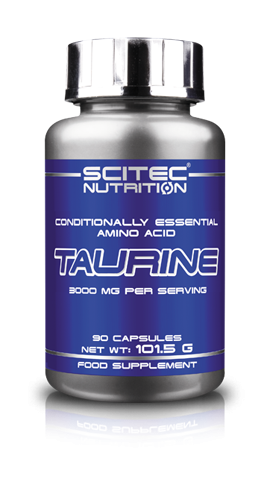 SCITEC
NUTRITION
CONDITIONALLY ESSENTIAL
AMINO ACID
TAURINE
3000 MG PER SERVING
90 CAPSULES
NET WT: 101.5 G
FOOD SUPPLEMENT